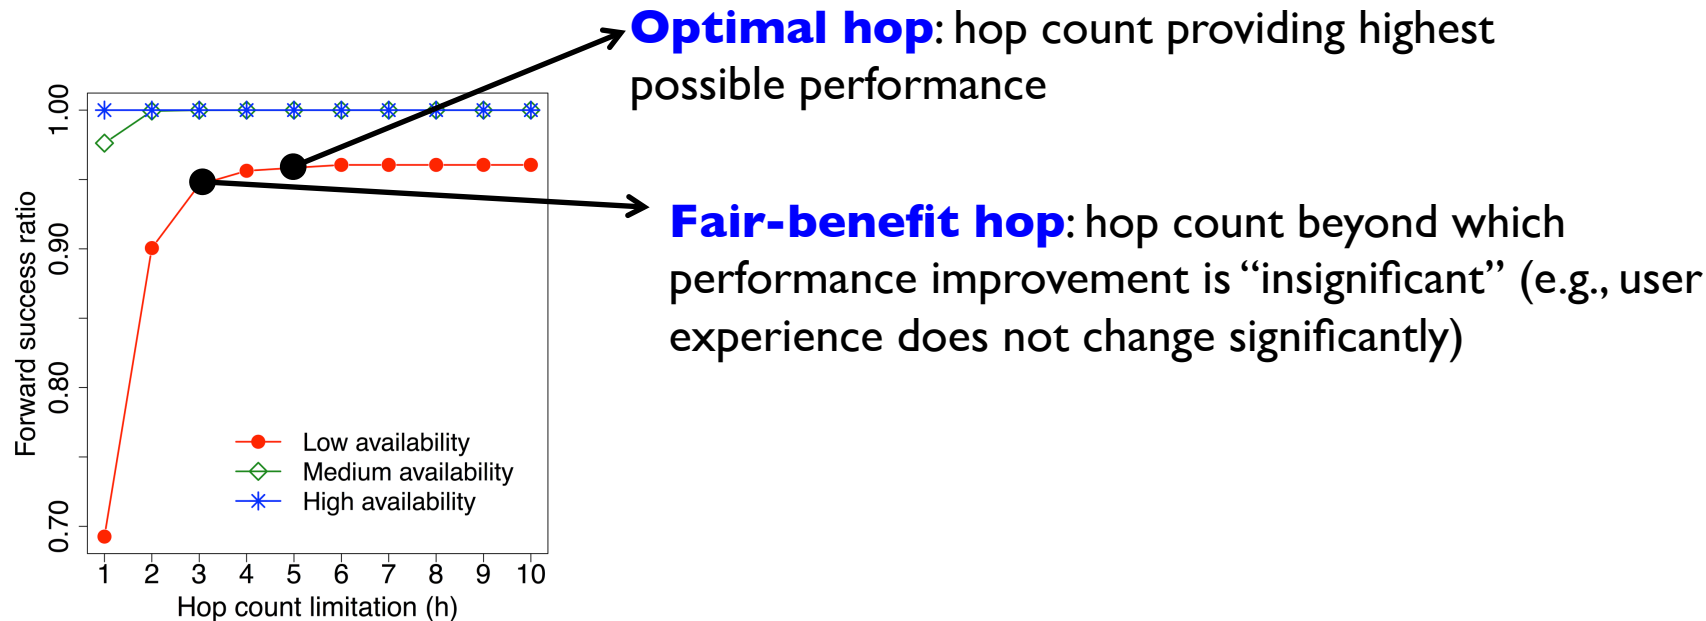 Optimal hop: hop count providing highest
possible performance
Fair-benefit hop: hop count beyond which
performance improvement is “insignificant” (e.g., user
experience does not change significantly)
Forward success ratio
1.00
0.90
0.80
0.70
Low availability
Medium availability
High availability
1 2 3 4 5 6 7 8 9 10
Hop count limitation (h)